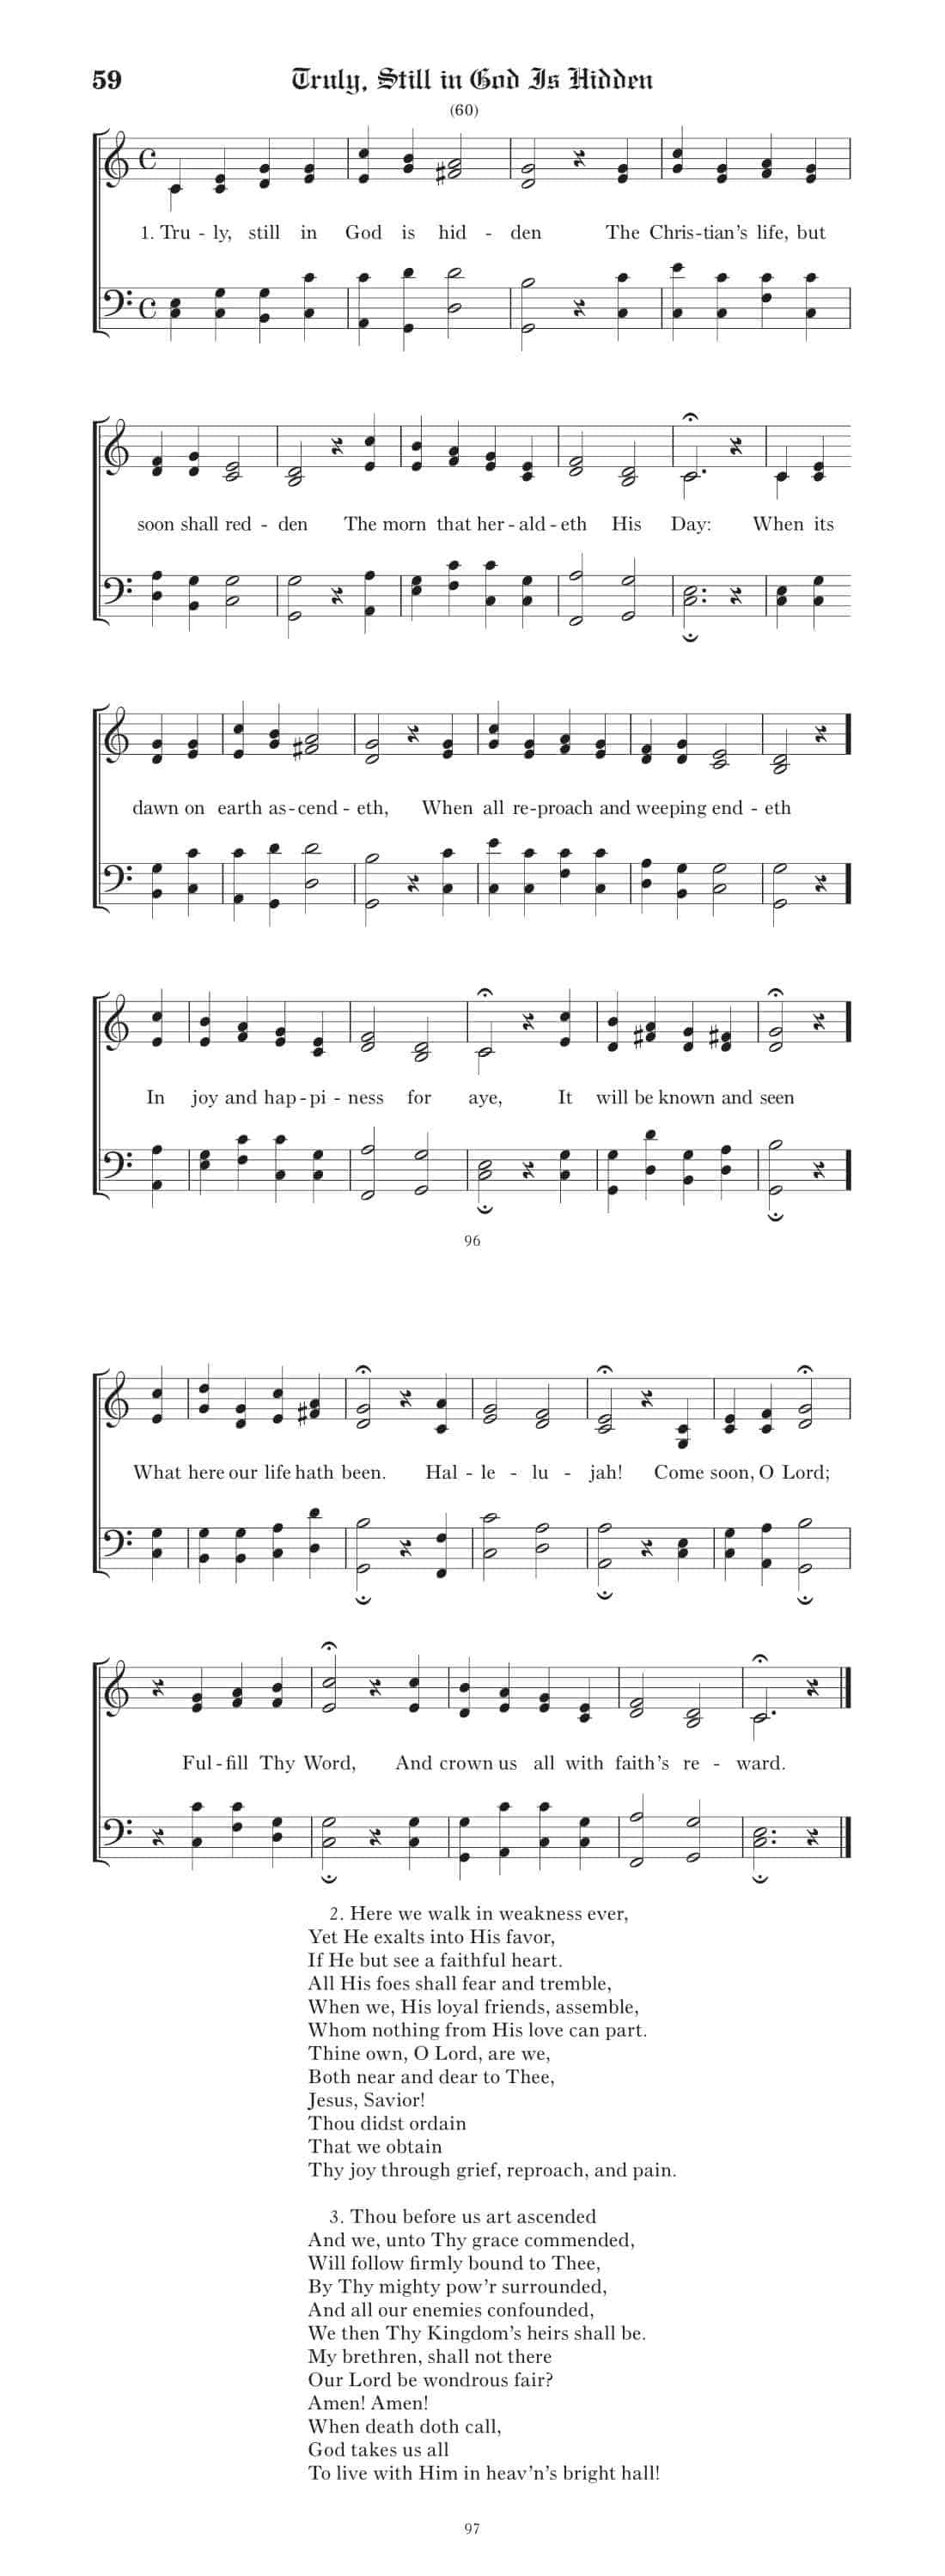 59 Truly, Still in God Is Hidden
(60)
1. Tru - ly, still in God is hid - den The Chris-tian's life, but
soon shall red - den The morn that her - ald - eth His Day: When its
dawn on earth as - cend - eth, When all re-proach and weeping end - eth
In joy and hap - pi - ness for aye, It will be known and seen
96
What here our life hath been. Hal - le - lu - jah! Come soon, O Lord;
Ful - fill Thy Word, And crown us all with faith's re - ward.
2. Here we walk in weakness ever,
Yet He exalts into His favor,
If He but see a faithful heart.
All His foes shall fear and tremble,
When we, His loyal friends, assemble,
Whom nothing from His love can part.
Thine own, O Lord, are we,
Both near and dear to Thee,
Jesus, Savior!
Thou didst ordain
That we obtain
Thy joy through grief, reproach, and pain.
3. Thou before us art ascended
And we, unto Thy grace commended,
Will follow firmly bound to Thee,
By Thy mighty pow'r surrounded,
And all our enemies confounded,
We then Thy Kingdom's heirs shall be.
My brethren, shall not there
Our Lord be wondrous fair?
Amen! Amen!
When death doth call,
God takes us all
To live with Him in heav'n's bright hall!
97